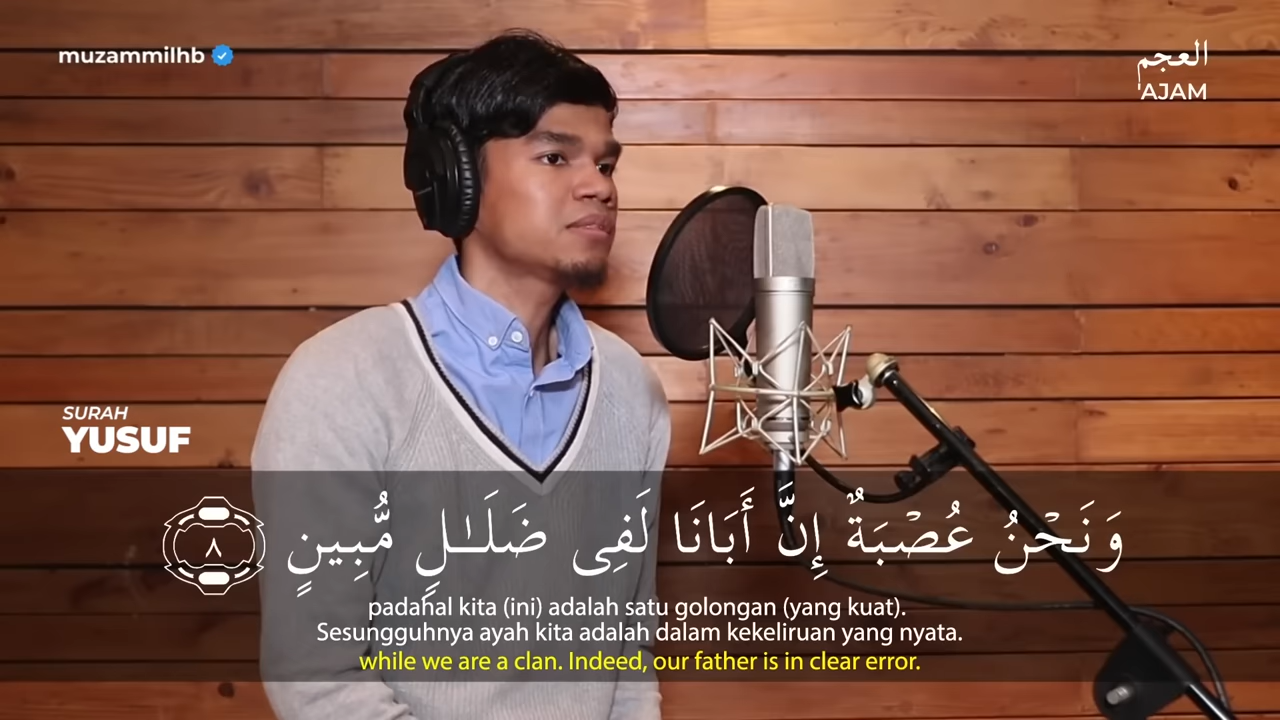 muzammilhb
العجم
AJAM
SURAH
YUSUF
وَنَحْنُ عُصْبَةٌ إِنَّ أَبَانَا لَفِى ضَلَـٰلٍ مُّبِينٍ ٨
padahal kita (ini) adalah satu golongan (yang kuat).
Sesungguhnya ayah kita adalah dalam kekeliruan yang nyata.
while we are a clan. Indeed, our father is in clear error.